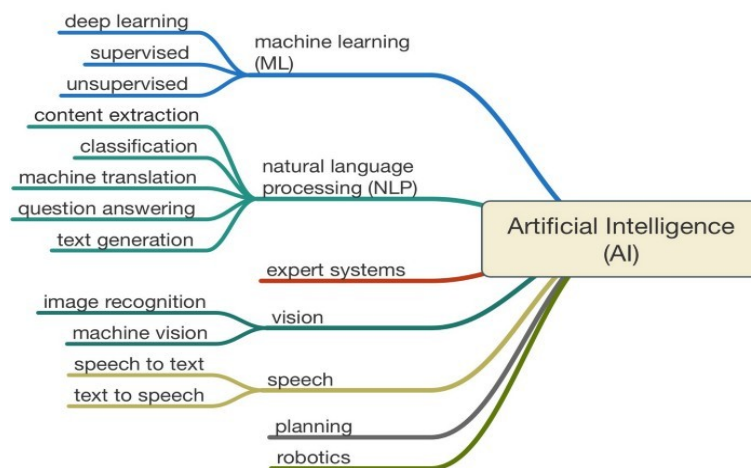 deep learning
supervised
unsupervised
machine learning
(ML)
content extraction
classification
machine translation
question answering
text generation
natural language
processing (NLP)
expert systems
image recognition
machine vision
vision
speech to text
text to speech
speech
planning
robotics
Artificial Intelligence
(AI)